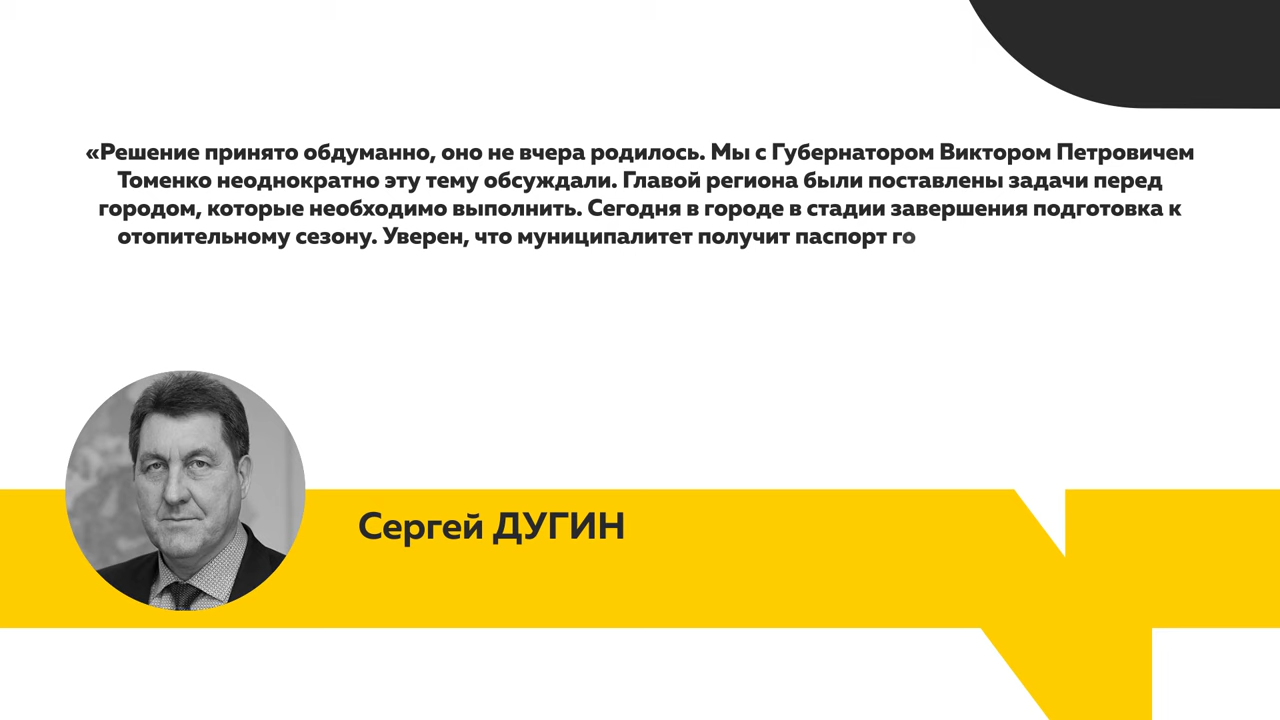 «Решение принято обдуманно, оно не вчера родилось. Мы с Губернатором Виктором Петровичем
Томенко неоднократно эту тему обсуждали. Главой региона были поставлены задачи перед
городом, которые необходимо выполнить. Сегодня в городе в стадии завершения подготовка к
отопительному сезону. Уверен, что муниципалитет получит паспорт го
Сергей ДУГИН